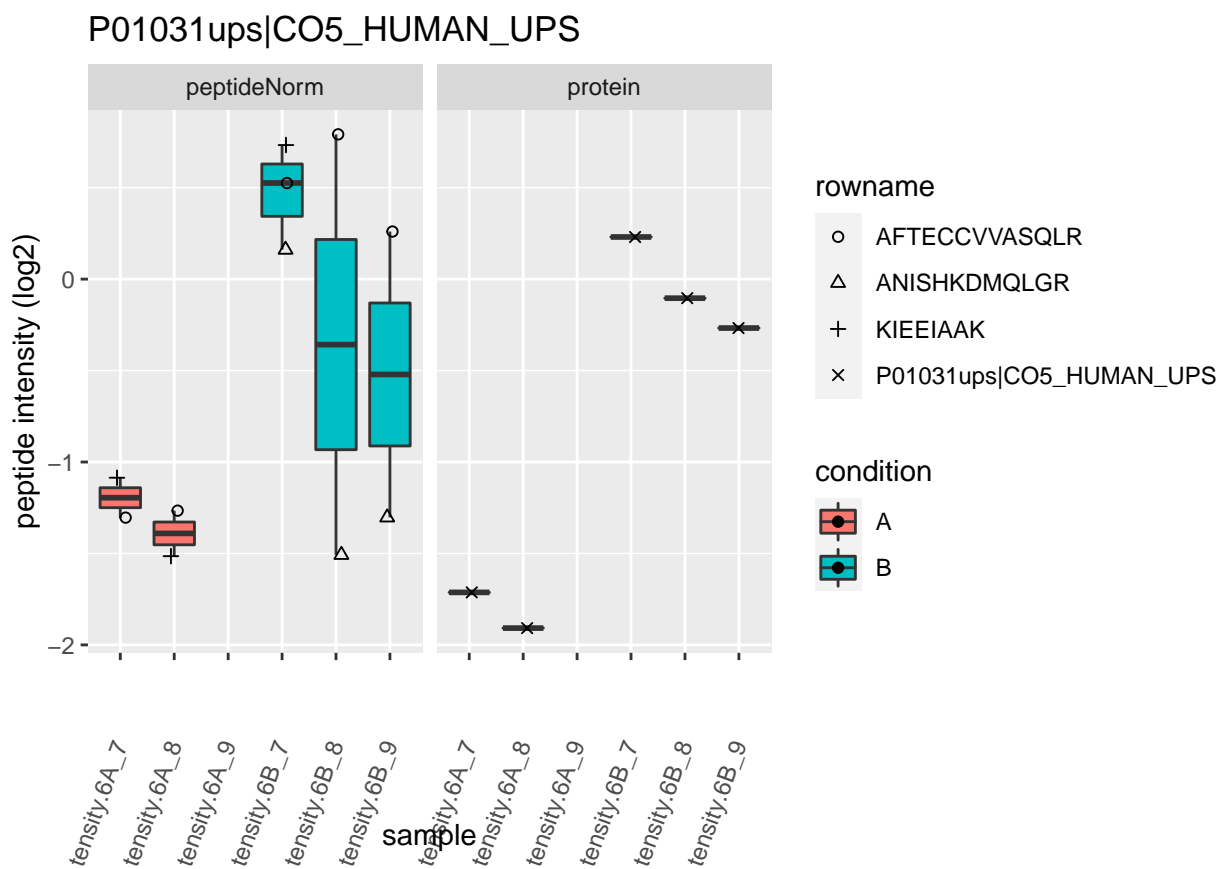 P01031ups|CO5_HUMAN_UPS
peptideNorm
protein
peptide intensity (log2)
0
−1
−2
tensity.6A_7
tensity.6A_8
tensity.6A_9
tensity.6B_7
tensity.6B_8
tensity.6B_9
tensity.6A_7
tensity.6A_8
tensity.6A_9
tensity.6B_7
tensity.6B_8
tensity.6B_9
sample
rowname
AFTECCVVASQLR
ANISHKDMQLGR
KIEEIAAK
P01031ups|CO5_HUMAN_UPS
condition
A
B